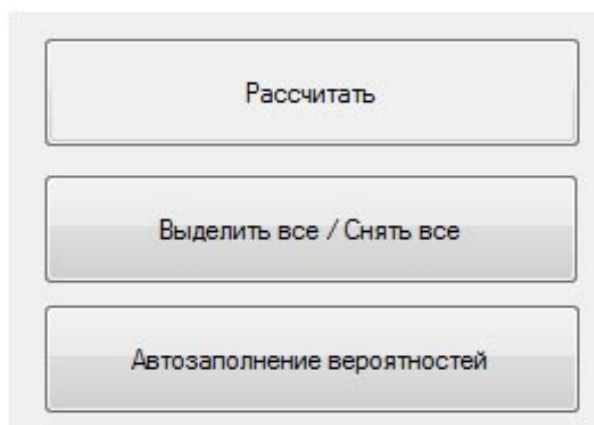 Рассчитать
Выделить все / Снять все
Автозаполнение вероятностей